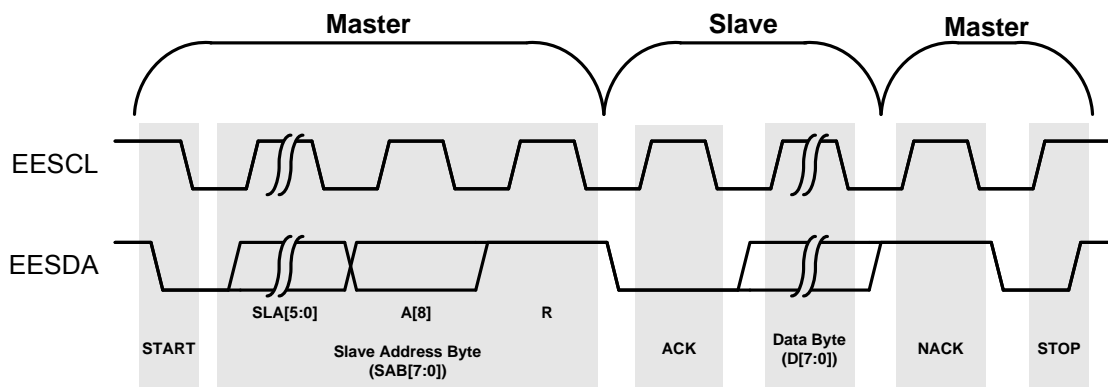 Master
Slave
Master
EESCL
EESDA
SLA[5:0]
A[8]
R
START
Slave Address Byte
(SAB[7:0])
ACK
Data Byte
(D[7:0])
NACK
STOP